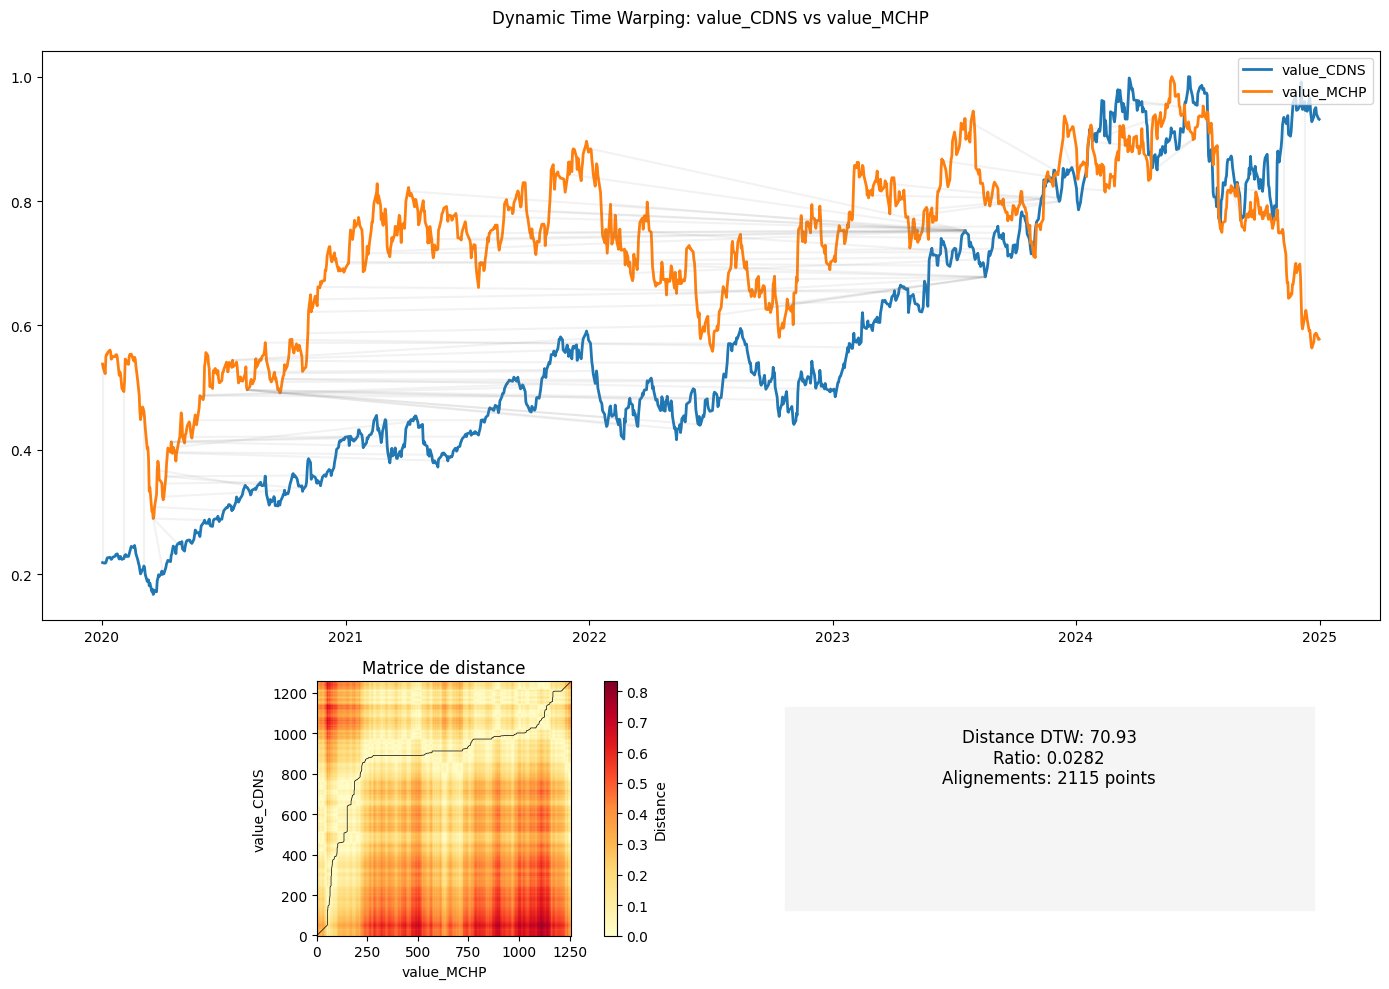 Dynamic Time Warping: value_CDNS vs value_MCHP
1.0
0.8
0.6
0.4
0.2
value_CDNS
value_MCHP
2020 2021 2022 2023 2024 2025
Matrice de distance
1200
1000
800
600
400
200
0
value_CDNS
0 250 500 750 1000 1250
value_MCHP
0.8
0.7
0.6
0.5
0.4
0.3
0.2
0.1
0.0
Distance
Distance DTW: 70.93
Ratio: 0.0282
Alignements: 2115 points